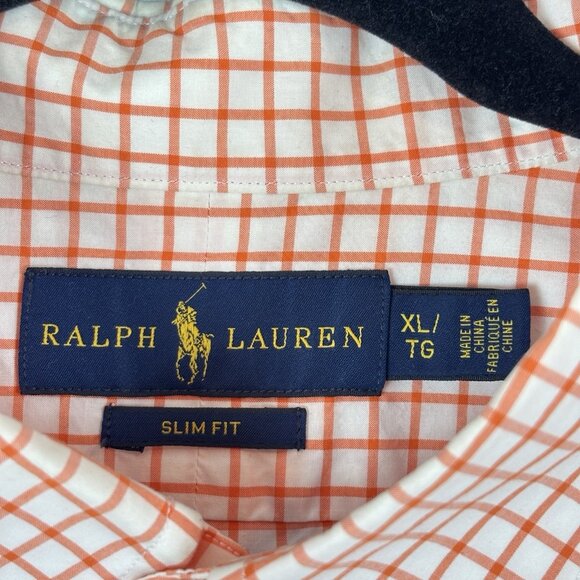 RALPH LAUREN
XL/
TG
MADE IN
CHINA
FABRIQUÉ EN
CHINE
SLIM FIT